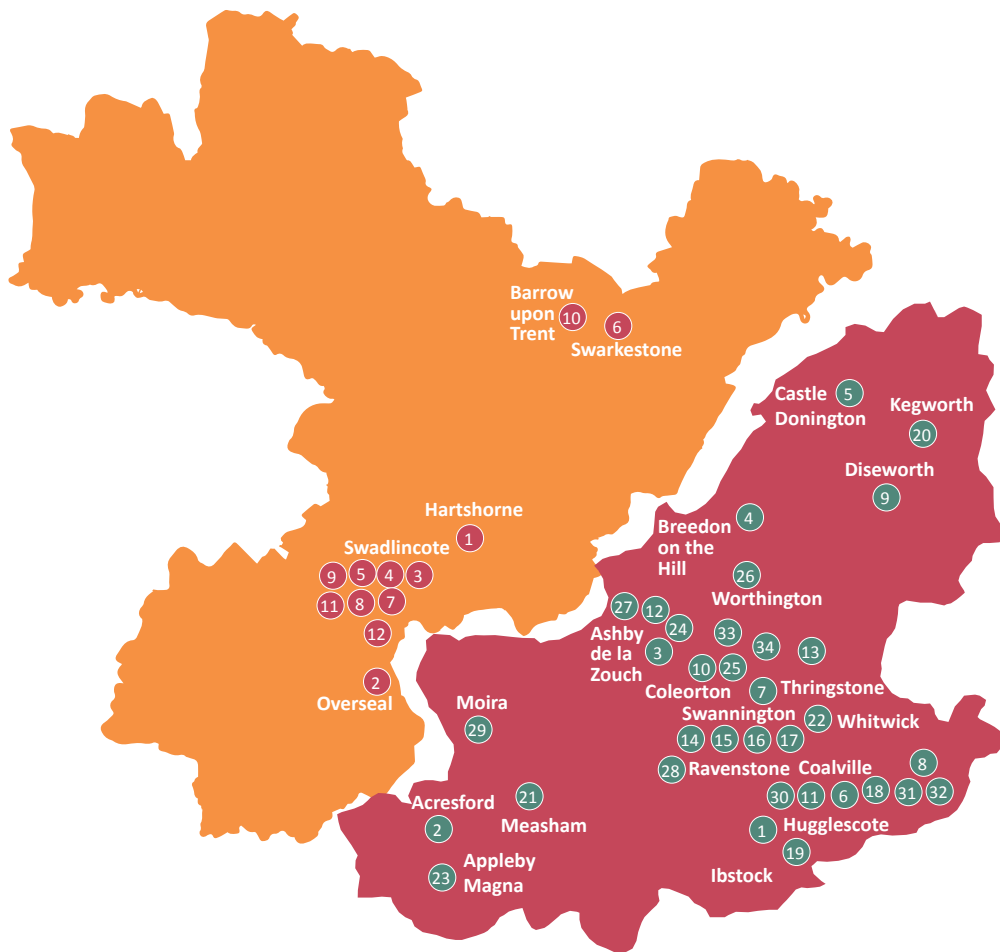 Barrow
upon
Trent
10
6
Swarkestone
Castle
Donington
5
Kegworth
20
Diseworth
9
Hartshorne
1
Breedon
on the
Hill
4
Swadlincote
9 5 4 3
11 8 7
12
26
Worthington
27 12
24 33
34 13
Ashby
de la
Zouch
3
10 25
Coleorton
7
Thringstone
2
Overseal
Moira
29
Swannington
22
Whitwick
14 15 16 17
28
Ravenstone
Coalville
8
30 11 6 18 31 32
Acresford
2
21
Measham
1
Hugglescote
19
Ibstock
23
Appleby
Magna